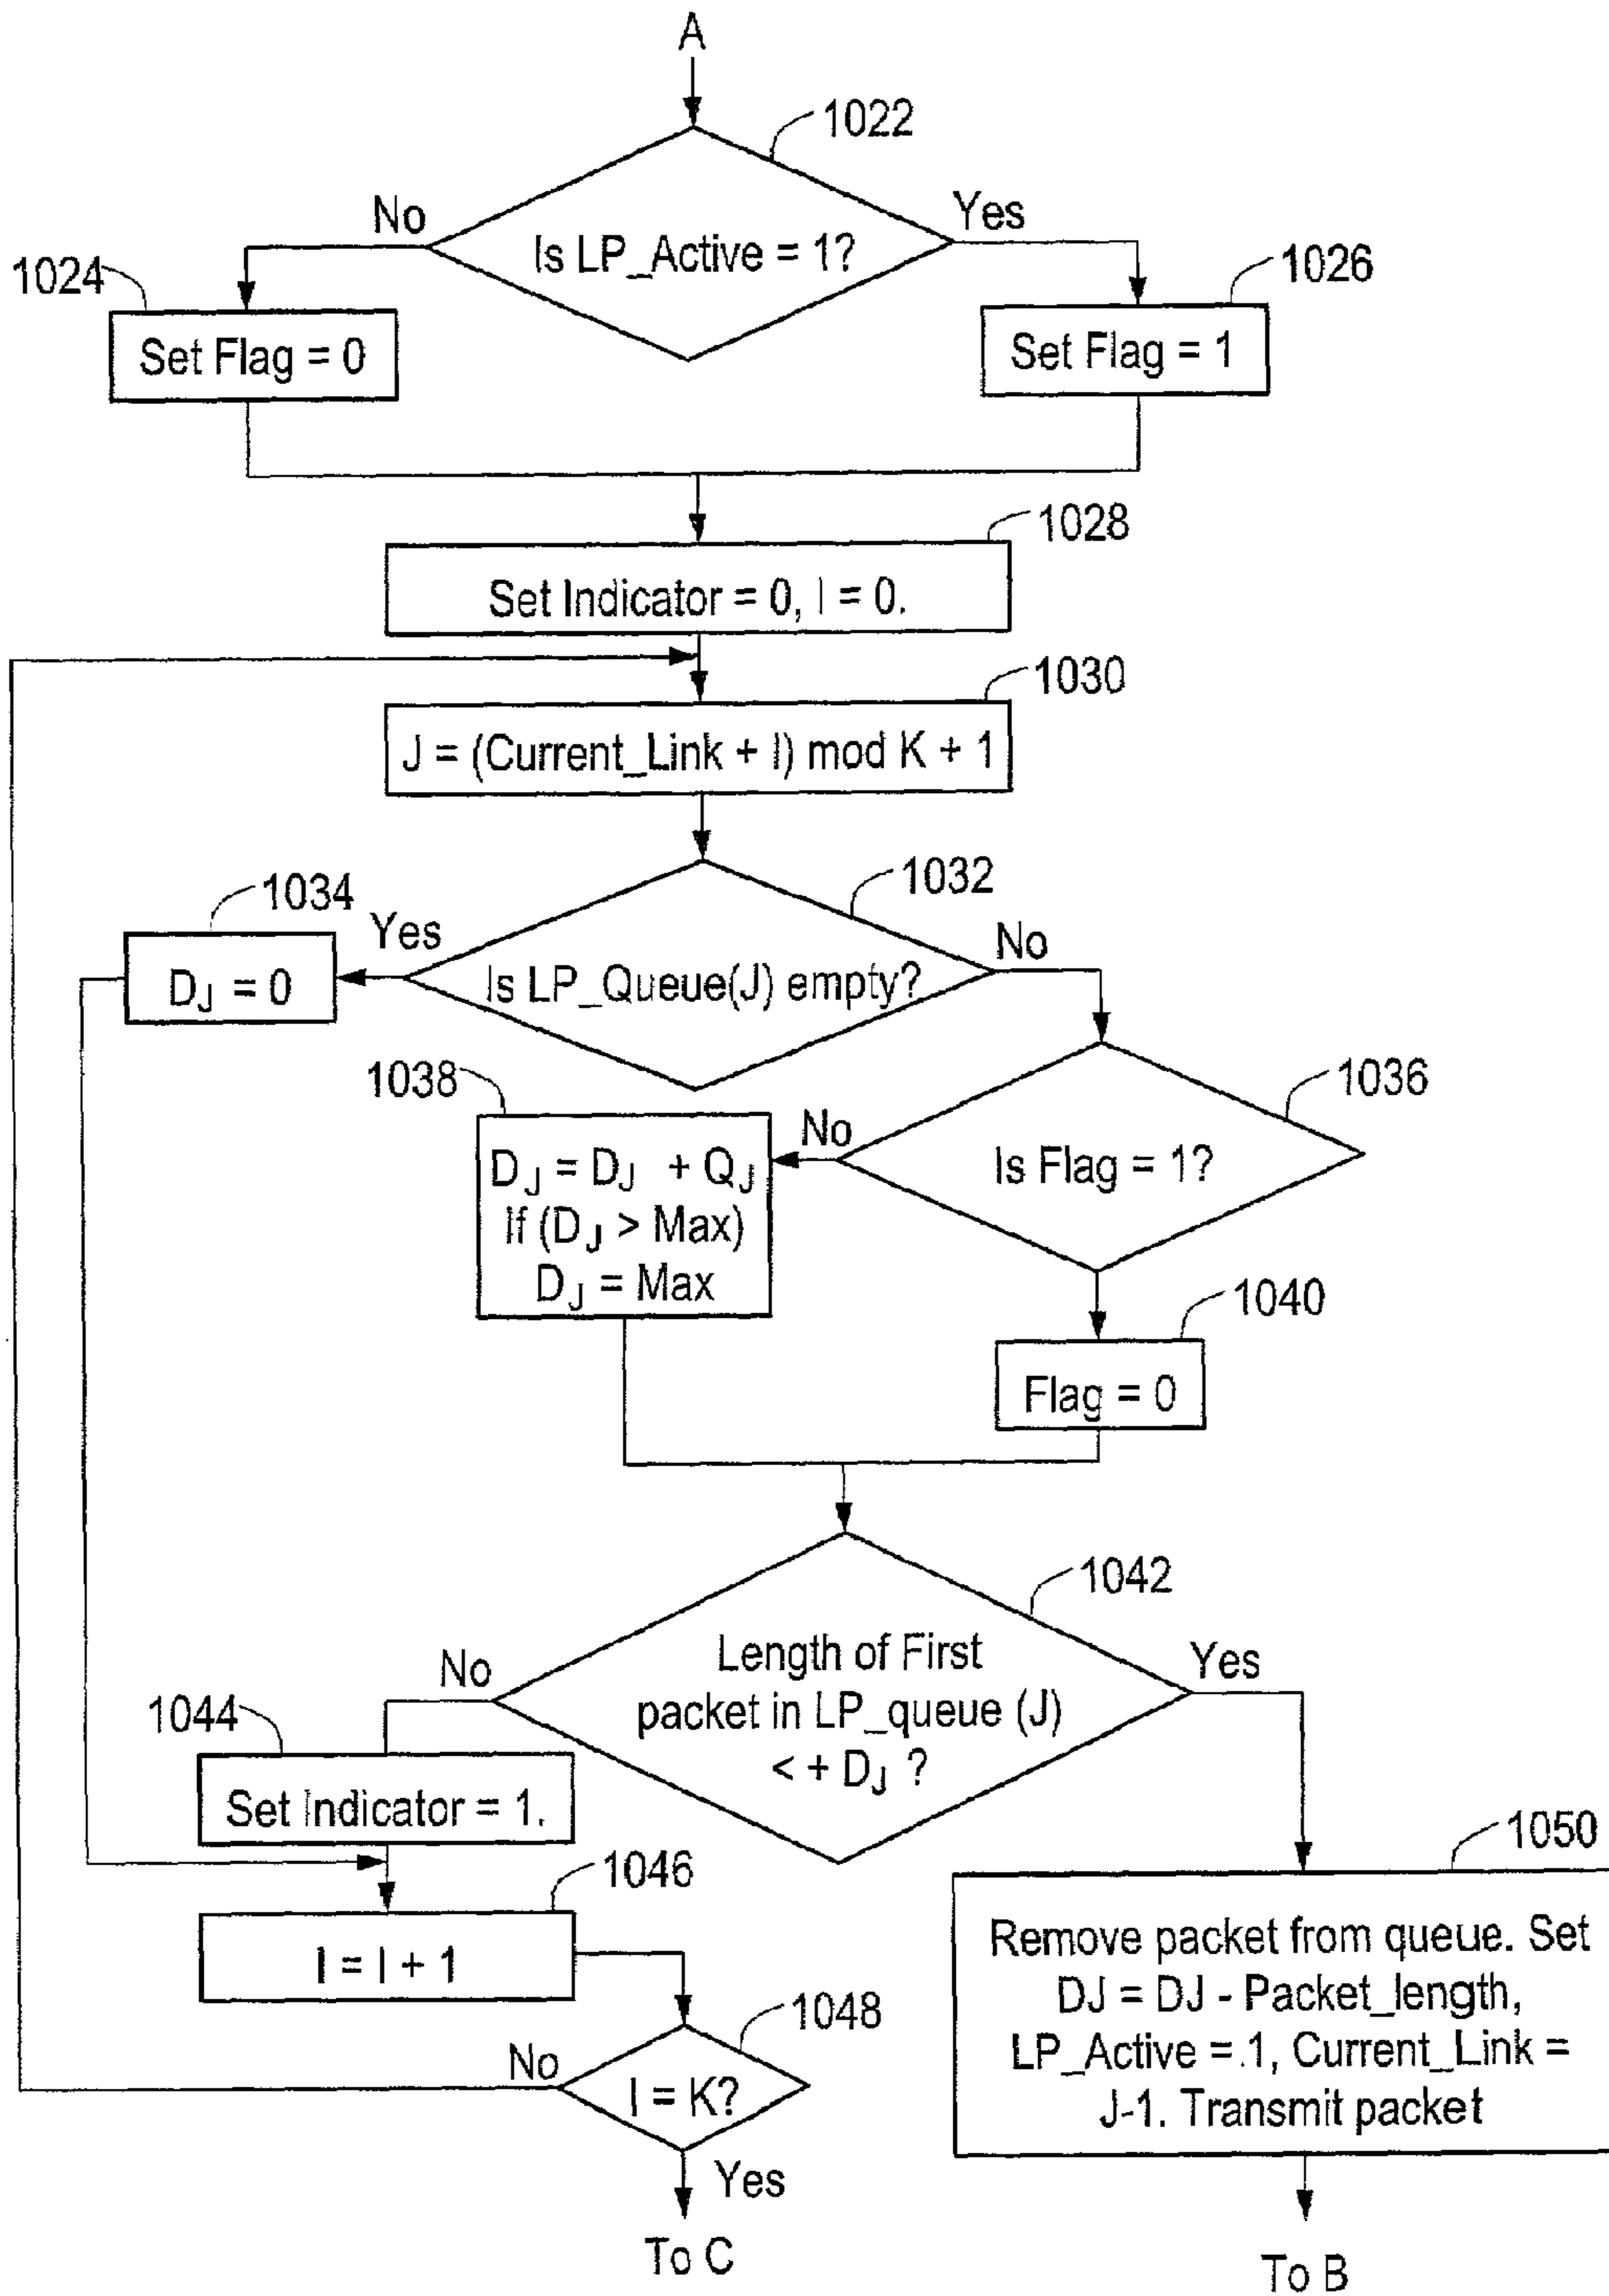 A
1022
No
Yes
Is LP_Active = 1?
1024
1026
Set Flag = 0
Set Flag = 1
1028
Set Indicator = 0, I = 0.
1030
J = (Current_Link + I) mod K + 1
1032
1034
Yes
No
Is LP_Queue(J) empty?
DJ = 0
1038
1036
No
DJ = DJ + QJ
If (DJ > Max)
DJ = Max
Is Flag = 1?
1040
Flag = 0
1042
No
Yes
Length of First
packet in LP_queue (J)
< + DJ ?
1044
Set Indicator = 1.
1046
1050
I = I + 1
Remove packet from queue. Set
DJ = DJ - Packet_length,
LP_Active = .1, Current_Link =
J-1. Transmit packet
1048
No
I = K?
Yes
To C
To B